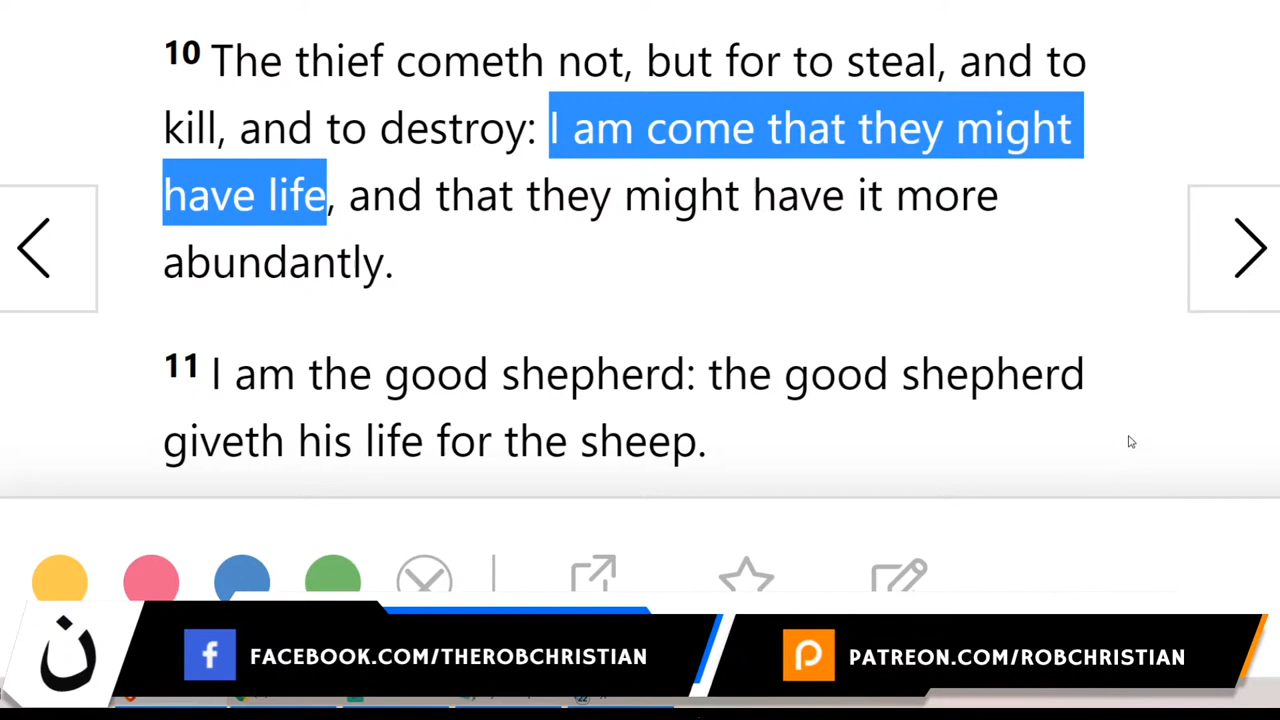 10 The thief cometh not, but for to steal, and to
kill, and to destroy: I am come that they might
have life, and that they might have it more
abundantly.
11 I am the good shepherd: the good shepherd
giveth his life for the sheep.
ن
FACEBOOK.COM/THEROBCHRISTIAN
PATREON.COM/ROBCHRISTIAN